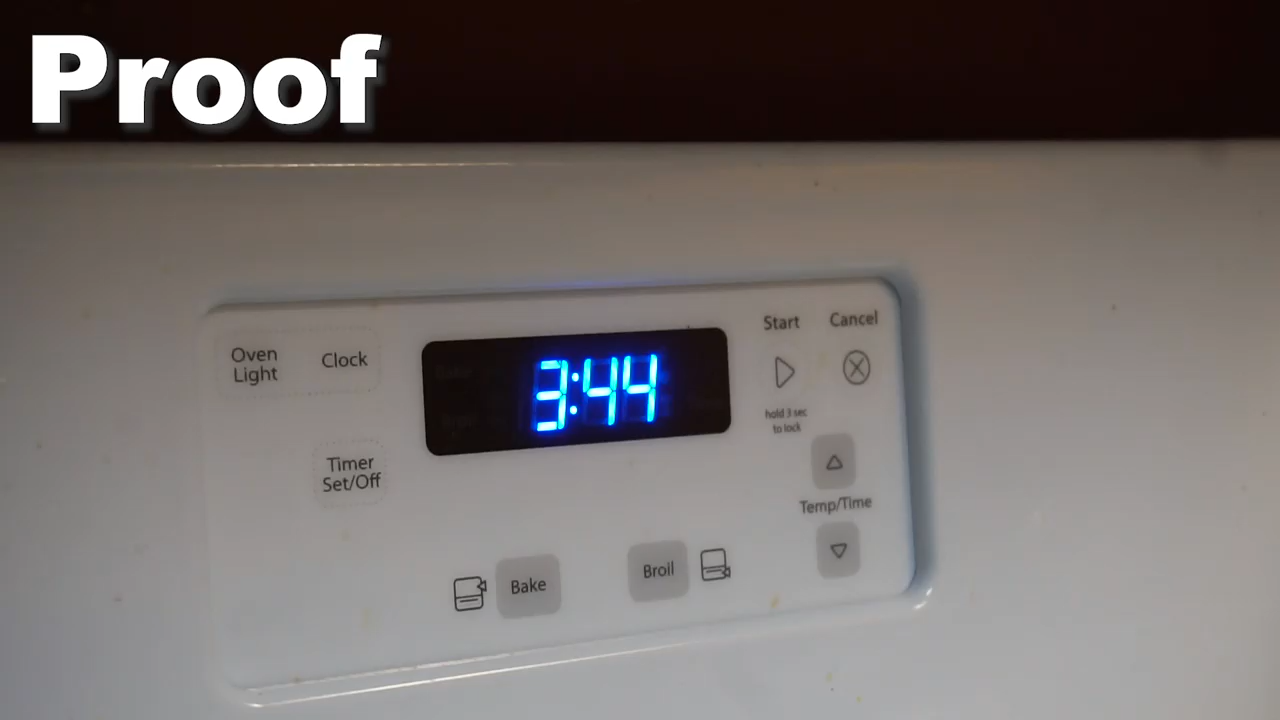 Proof
Oven
Light
Clock
3:44
Start
Cancel
hold 3 sec
to lock
Timer
Set/Off
Temp/Time
Bake
Broil